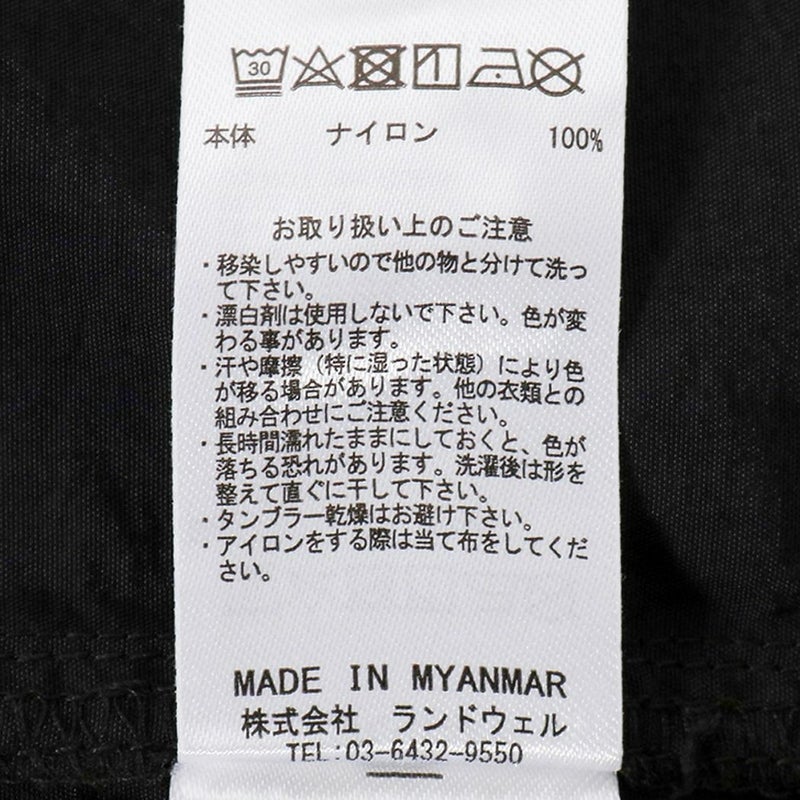 30
本体 ナイロン 100%
お取り扱い上のご注意
・移染しやすいので他の物と分けて洗っ
て下さい。
・漂白剤は使用しないで下さい。色が変
わる事があります。
・汗や摩擦（特に湿った状態）により色
が移る場合があります。他の衣類との
組み合わせにご注意ください。
・長時間濡れたままにしておくと、色が
落ちる恐れがあります。洗濯後は形を
整えて直ぐに干して下さい。
・タンブラー乾燥はお避け下さい。
・アイロンをする際は当て布をしてくだ
さい。
MADE IN MYANMAR
株式会社 ランドウェル
TEL:03-6432-9550